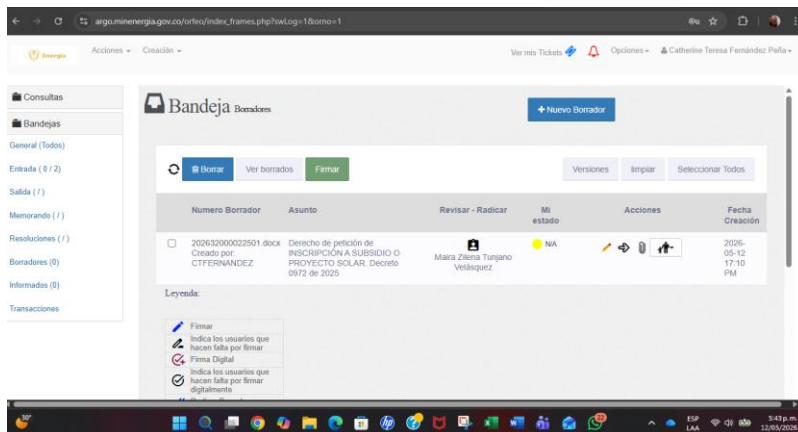 argo.minenergia.gov.co/orfeo/index_frames.php?swLog=1&orno=1
Energía
Acciones
Creación
Ver mis Tickets
Opciones
Catherine Teresa Fernández Peña
Consultas
Bandejas
General (Todos)
Entrada ( 0 / 2)
Salida ( / )
Memorando ( / )
Resoluciones ( / )
Borradores (0)
Informados (0)
Transacciones
Bandeja Borradores
+ Nuevo Borrador
Borrar
Ver borrados
Firmar
Versiones
limpiar
Seleccionar Todos
Numero Borrador
Asunto
Revisar - Radicar
Mi
estado
Acciones
Fecha
Creación
202632000022501.docx
Creado por:
CTFERNANDEZ
Derecho de petición de
INSCRIPCIÓN A SUBSIDIO O
PROYECTO SOLAR. Decreto
0972 de 2025
Maira Zilena Tunjano
Velásquez
N/A
2026-
05-12
17:10
PM
Leyenda:
Firmar
Indica los usuarios que
hacen falta por firmar
Firma Digital
Indica los usuarios que
hacen falta por firmar
digitalmente
30°
ESP
LAA
5:43 p.m.
12/05/2026